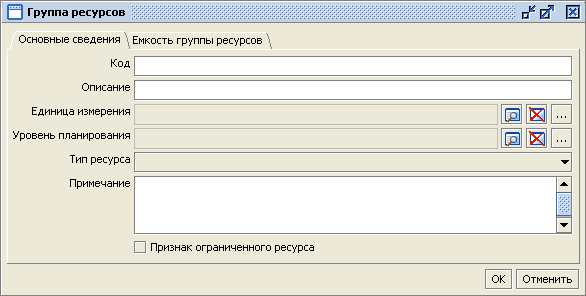 Группа ресурсов
Основные сведения Емкость группы ресурсов
Код
Описание
Единица измерения ...
Уровень планирования ...
Тип ресурса
Примечание
Признак ограниченного ресурса
OK Отменить